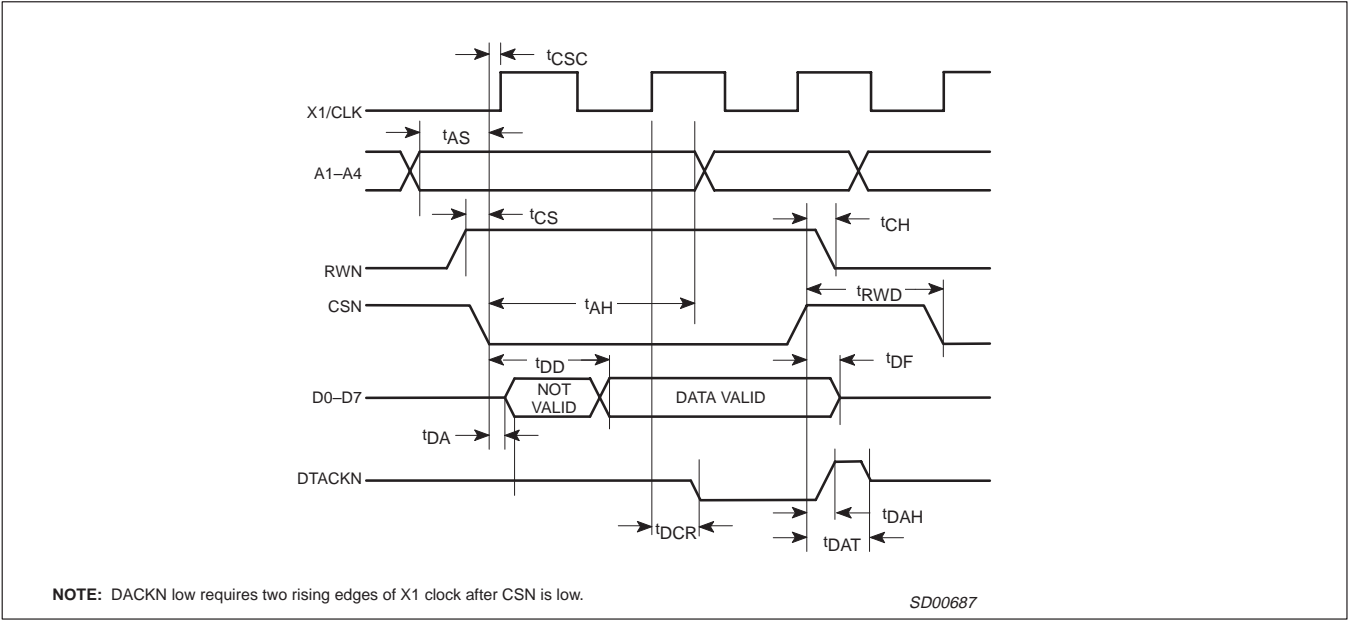 tCSC
X1/CLK
tAS
A1–A4
tCS
tCH
RWN
tRWD
CSN
tAH
tDD
tDF
NOT
VALID
D0–D7
DATA VALID
tDA
DTACKN
tDAH
tDCR
tDAT
NOTE: DACKN low requires two rising edges of X1 clock after CSN is low.
SD00687